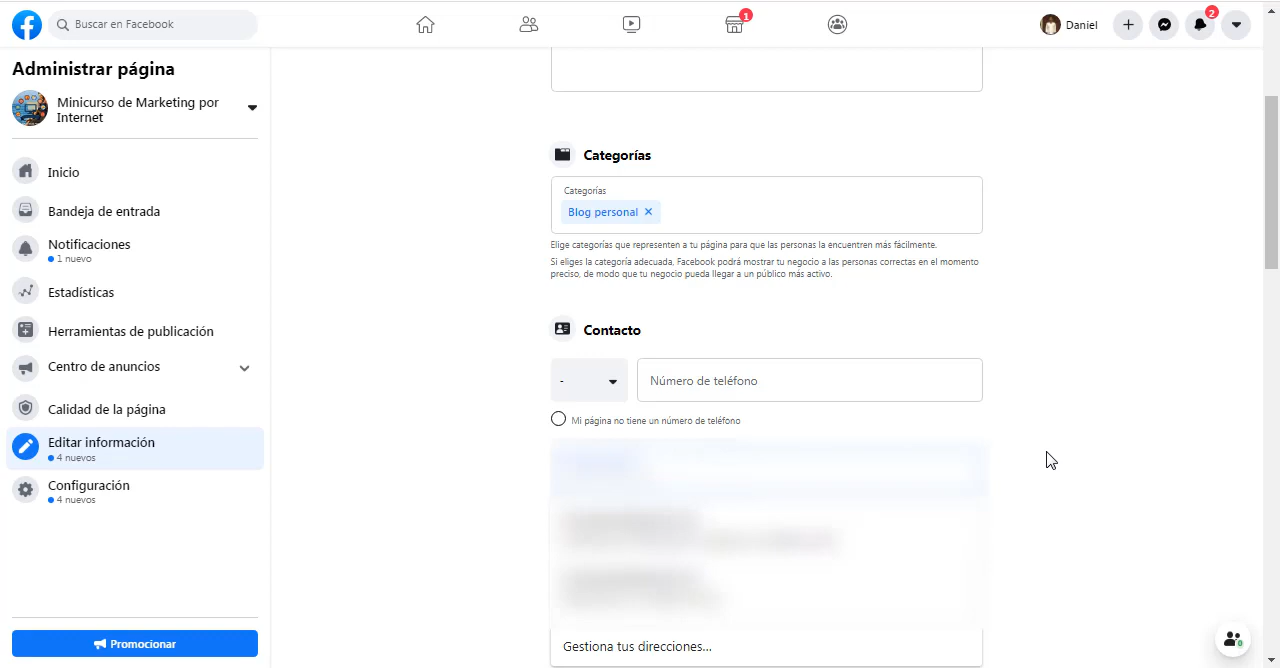 Buscar en Facebook
1
Daniel
2
Administrar página
Minicurso de Marketing por
Internet
Inicio
Bandeja de entrada
Notificaciones
1 nuevo
Estadísticas
Herramientas de publicación
Centro de anuncios
Calidad de la página
Editar información
4 nuevos
Configuración
4 nuevos
Promocionar
Categorías
Categorías
Blog personal ×
Elige categorías que representen a tu página para que las personas la encuentren más fácilmente.
Si eliges la categoría adecuada, Facebook podrá mostrar tu negocio a las personas correctas en el momento
preciso, de modo que tu negocio pueda llegar a un público más activo.
Contacto
-
Número de teléfono
Mi página no tiene un número de teléfono
Gestiona tus direcciones...
0